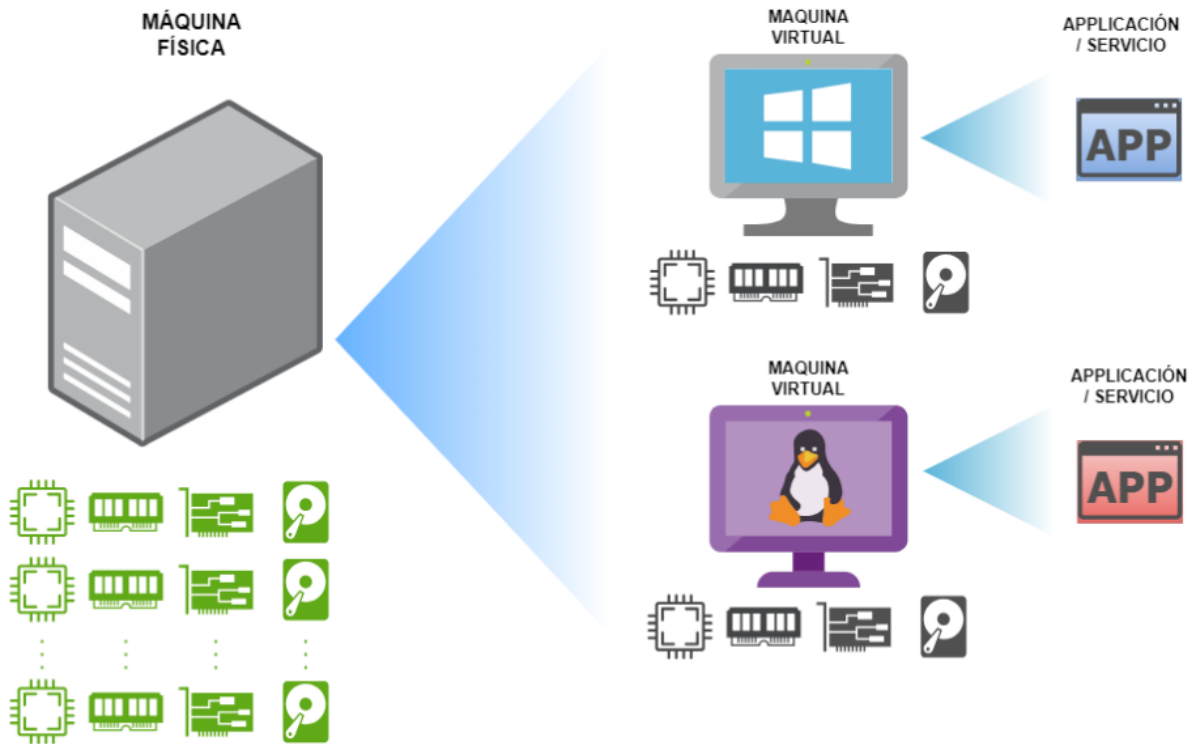 MÁQUINA
FÍSICA
MAQUINA
VIRTUAL
APPLICACIÓN
/ SERVICIO
APP
MAQUINA
VIRTUAL
APPLICACIÓN
/ SERVICIO
APP